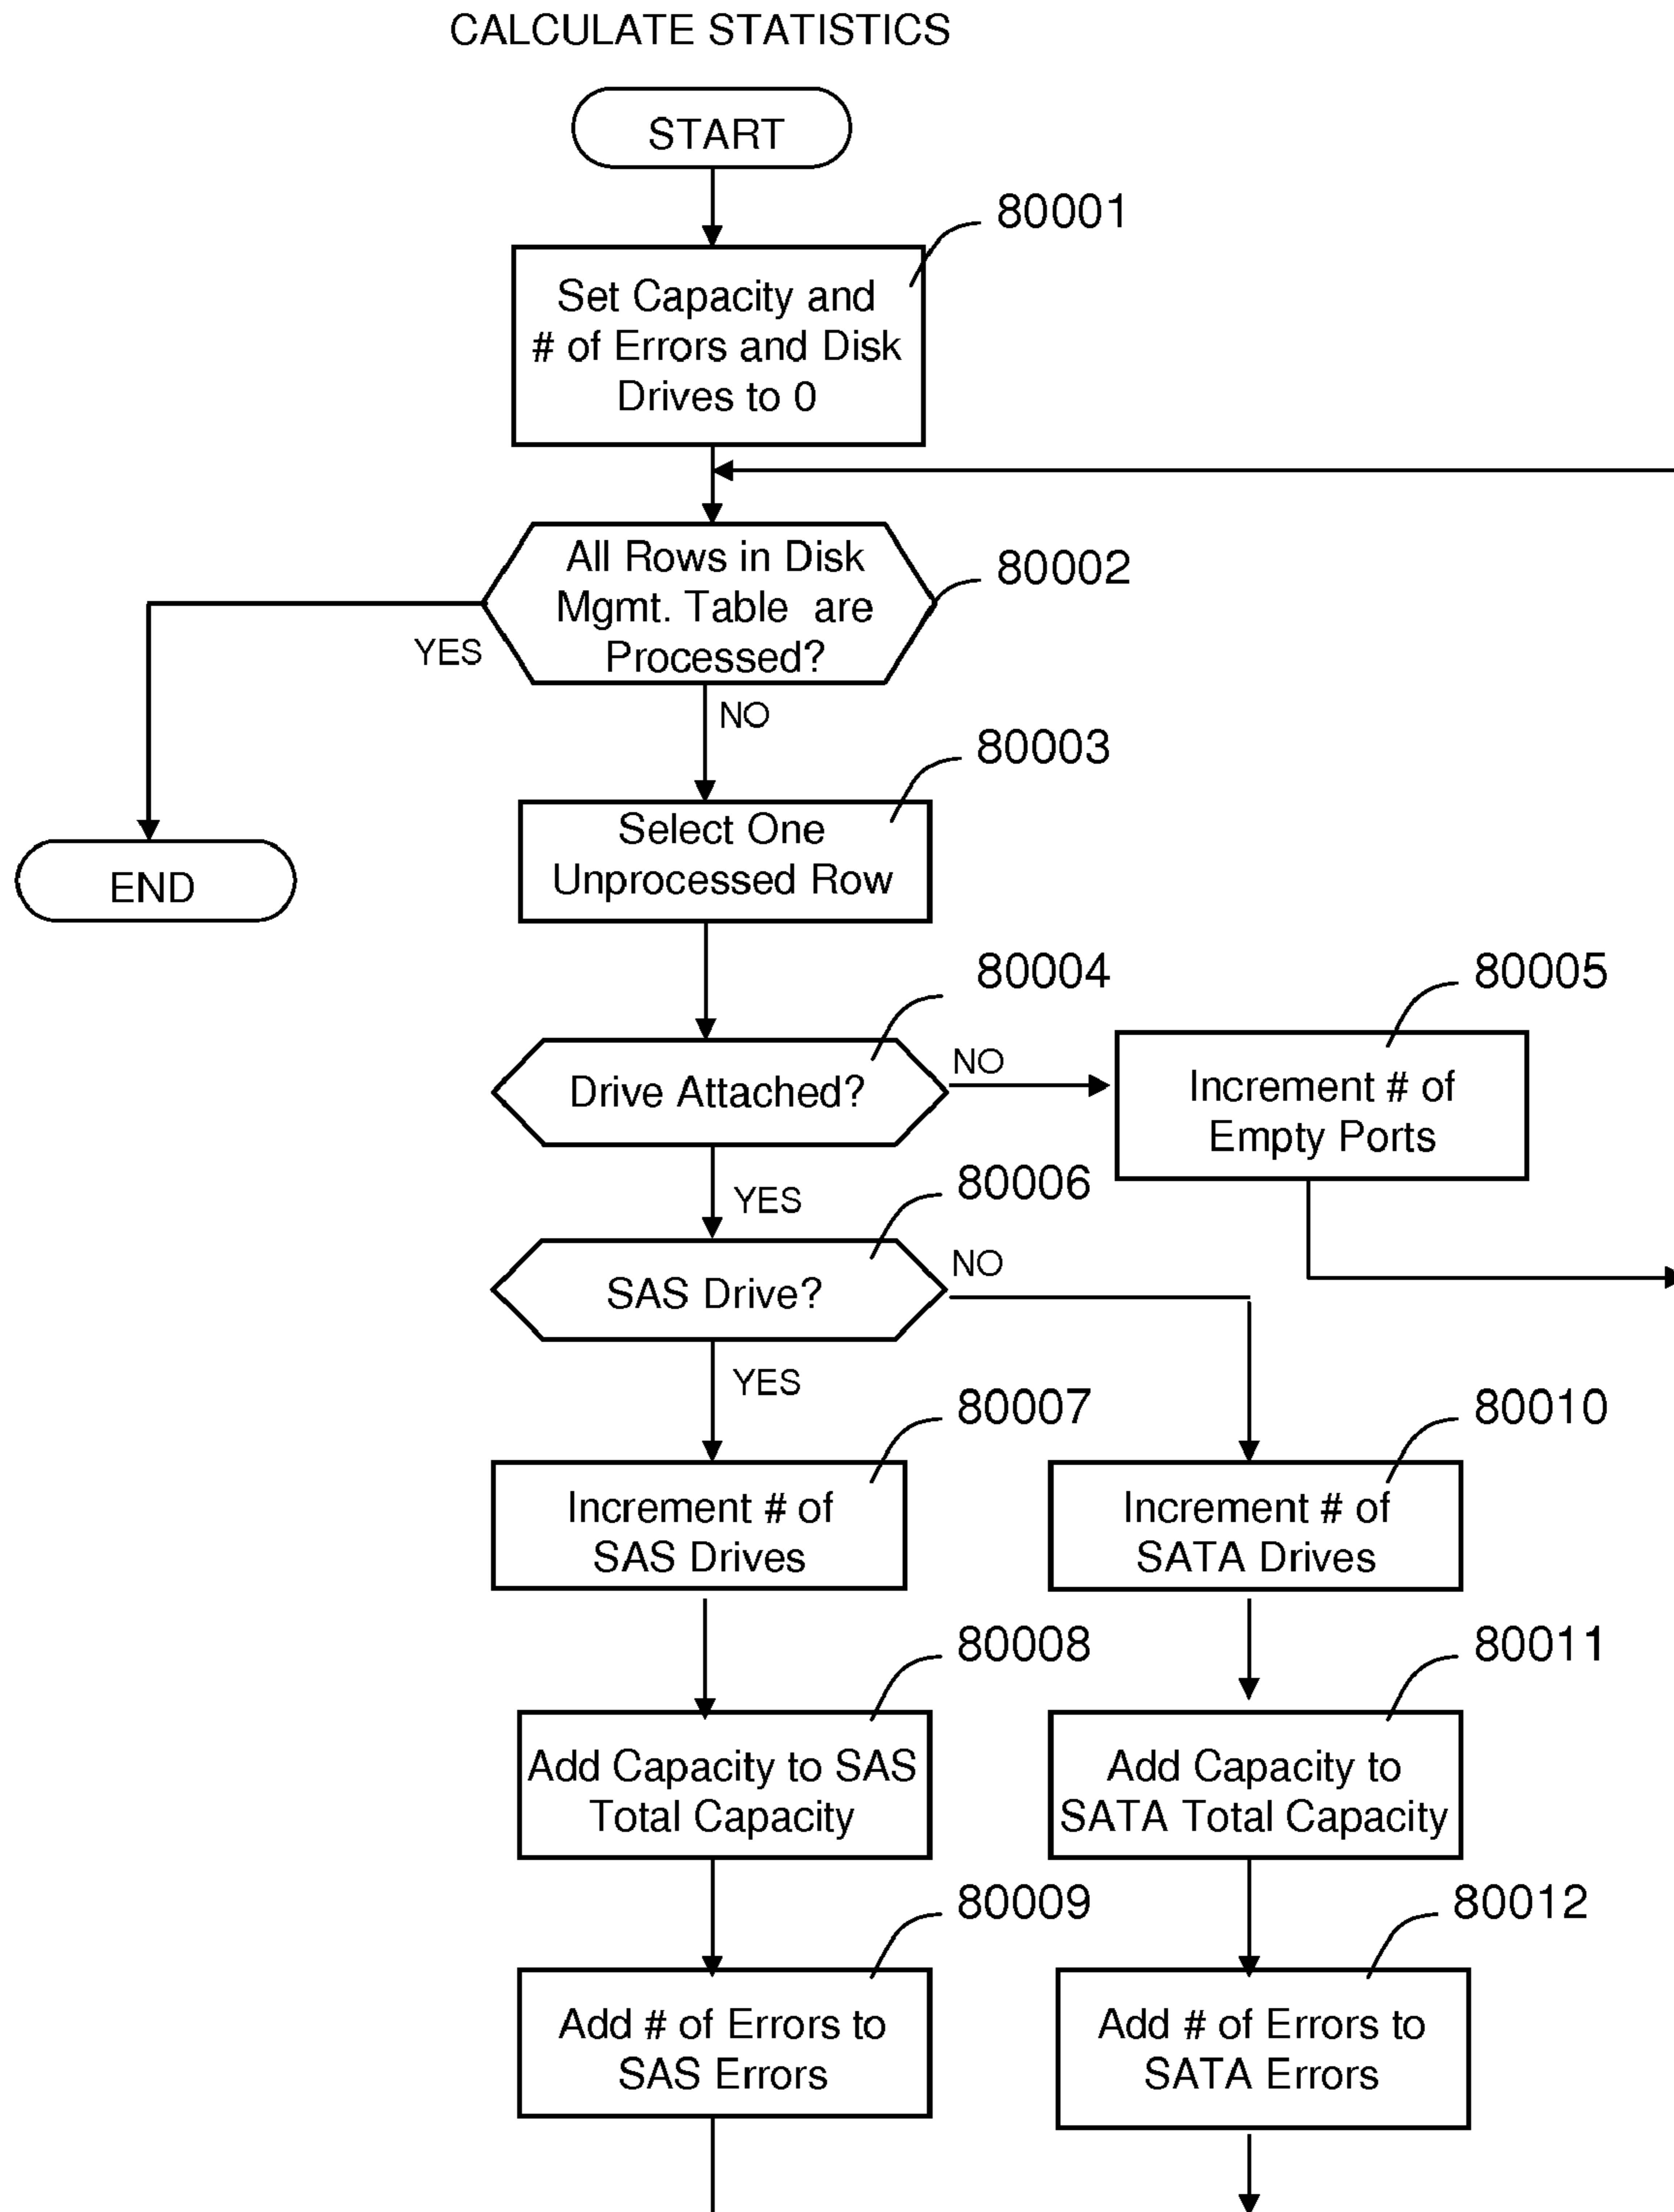 CALCULATE STATISTICS
START
80001
Set Capacity and
# of Errors and Disk
Drives to 0
All Rows in Disk
Mgmt. Table are
Processed?
80002
YES
NO
80003
Select One
Unprocessed Row
END
80004
80005
Drive Attached?
NO
Increment # of
Empty Ports
YES
80006
SAS Drive?
NO
YES
80007
80010
Increment # of
SAS Drives
Increment # of
SATA Drives
80008
80011
Add Capacity to SAS
Total Capacity
Add Capacity to
SATA Total Capacity
80009
80012
Add # of Errors to
SAS Errors
Add # of Errors to
SATA Errors